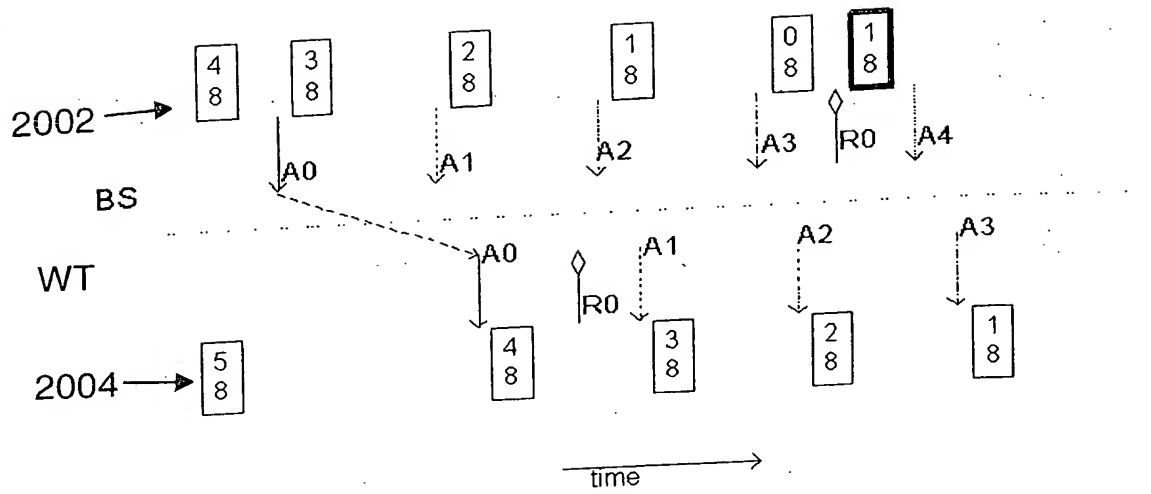 4 3 2 1 0 1
8 8 8 8 8 8
2002
A0 A1 A2 A3 R0 A4
BS
A0 R0 A1 A2 A3
WT
5 4 3 2 1
8 8 8 8 8
2004
time